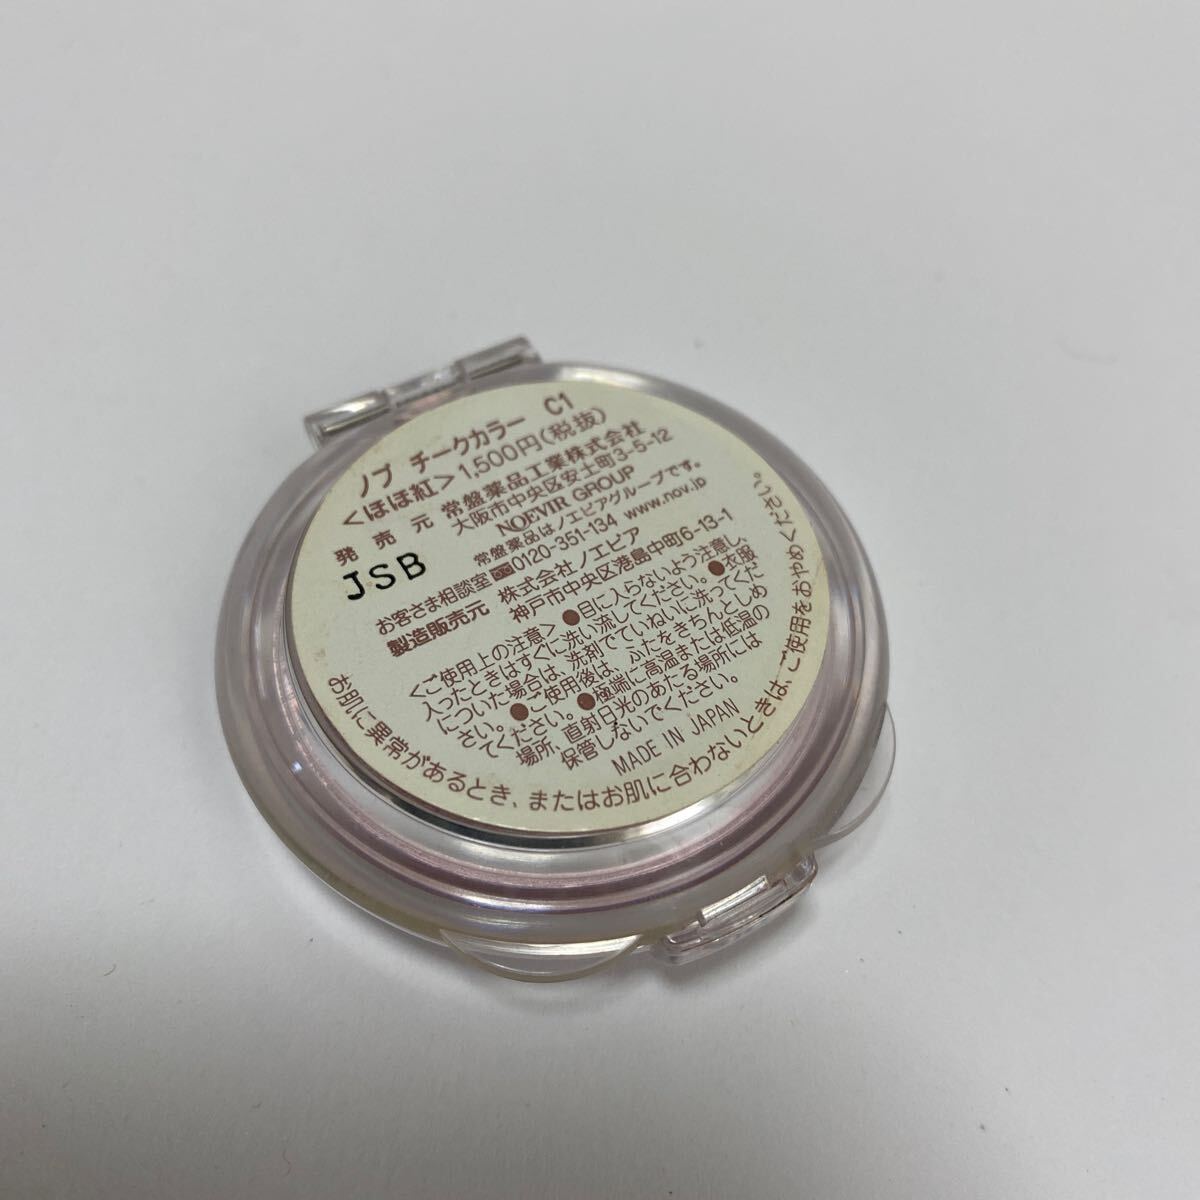 ノブ チークカラー C1
<ほほ紅>1,500円(税抜)
発売元 常盤薬品工業株式会社
大阪市中央区安土町3-5-12
NOEVIR GROUP
常盤薬品はノエビアグループです。
JSB
お客さま相談室 0120-351-134 www.nov.jp
製造販売元 株式会社ノエビア
神戸市中央区港島中町6-13-1
<ご使用上の注意>●目に入らないよう注意し、
入ったときはすぐに洗い流してください。●衣服
についた場合は、洗剤でていねいに洗ってくだ
さい。●ご使用後は、ふたをきちんとしめ
てください。●極端に高温または低温の
場所、直射日光のあたる場所には
保管しないでください。
MADE IN JAPAN
お肌に異常があるとき、またはお肌に合わないときは、ご使用をおやめください。